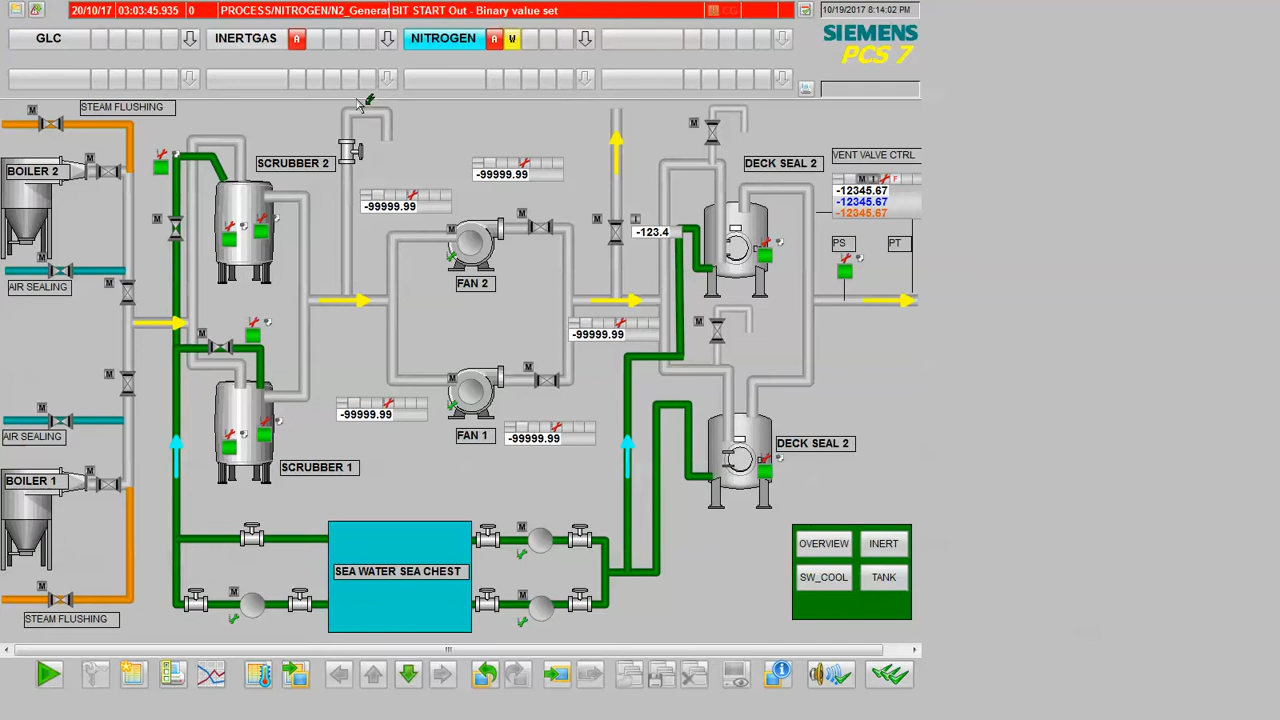 20/10/17 03:03:45.935 0 PROCESS/NITROGEN/N2_Generat BIT START Out - Binary value set
10/19/2017 8:14:02 PM
GLC INERTGAS A NITROGEN A W
SIEMENS
PCS 7
STEAM FLUSHING
M
BOILER 2
M
AIR SEALING
M
M
M
AIR SEALING
M
BOILER 1
M
STEAM FLUSHING
M
SCRUBBER 2
M
M
SCRUBBER 1
-99999.99
-99999.99
M
M
FAN 2
-99999.99
-99999.99
M
M
FAN 1
-99999.99
M
-123.4
M
DECK SEAL 2
VENT VALVE CTRL
M I F
-12345.67
-12345.67
-12345.67
PS
PT
M
DECK SEAL 2
SEA WATER SEA CHEST
M
M
M
OVERVIEW
INERT
SW_COOL
TANK